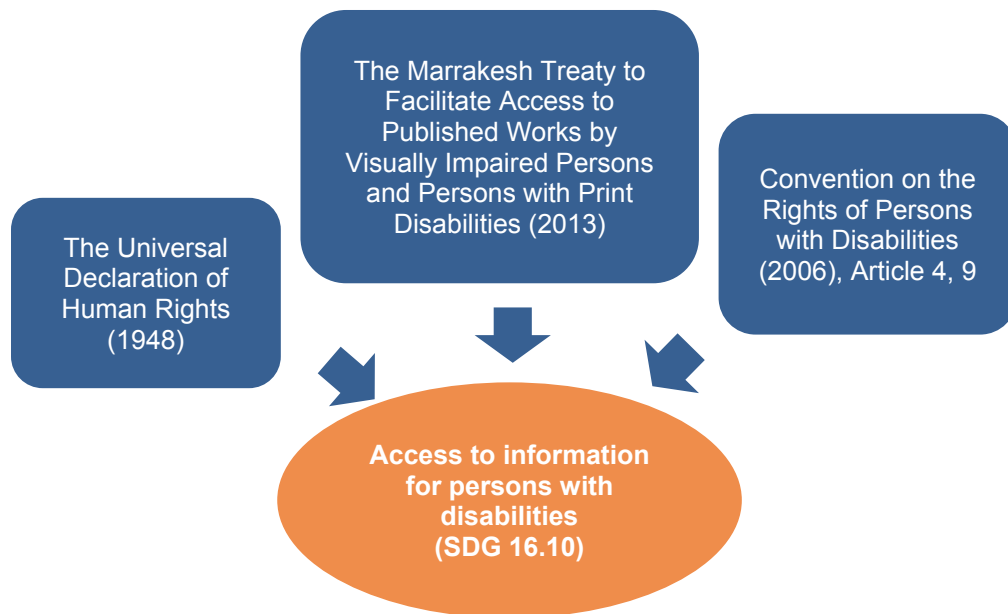 The Universal
Declaration of
Human Rights
(1948)
The Marrakesh Treaty to
Facilitate Access to
Published Works by
Visually Impaired Persons
and Persons with Print
Disabilities (2013)
Convention on the
Rights of Persons
with Disabilities
(2006), Article 4, 9
Access to information
for persons with
disabilities
(SDG 16.10)